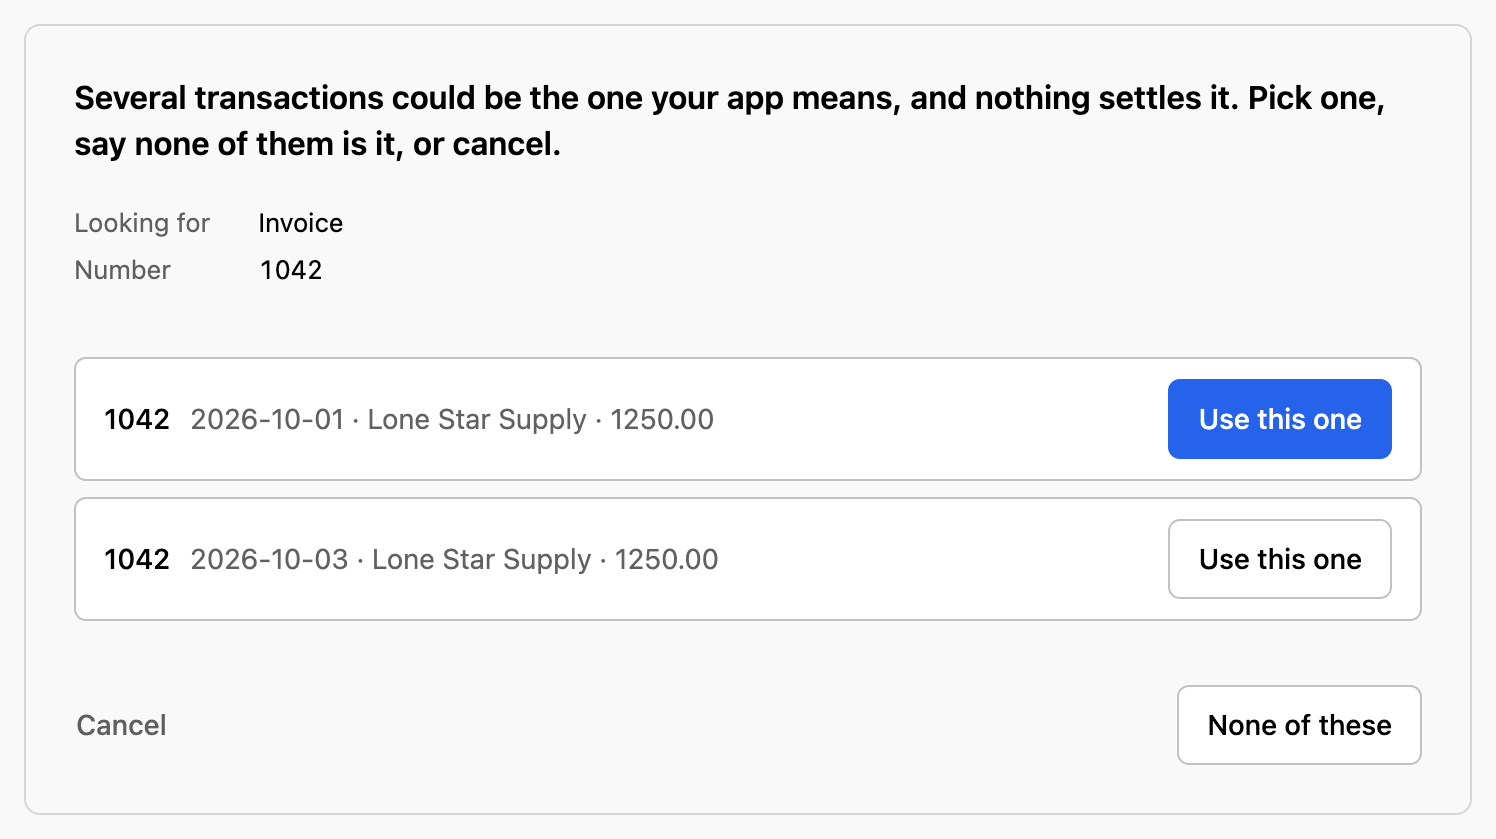 Several transactions could be the one your app means, and nothing settles it. Pick one,
say none of them is it, or cancel.
Looking for Invoice
Number 1042
1042 2026-10-01 · Lone Star Supply · 1250.00 Use this one
1042 2026-10-03 · Lone Star Supply · 1250.00 Use this one
Cancel None of these